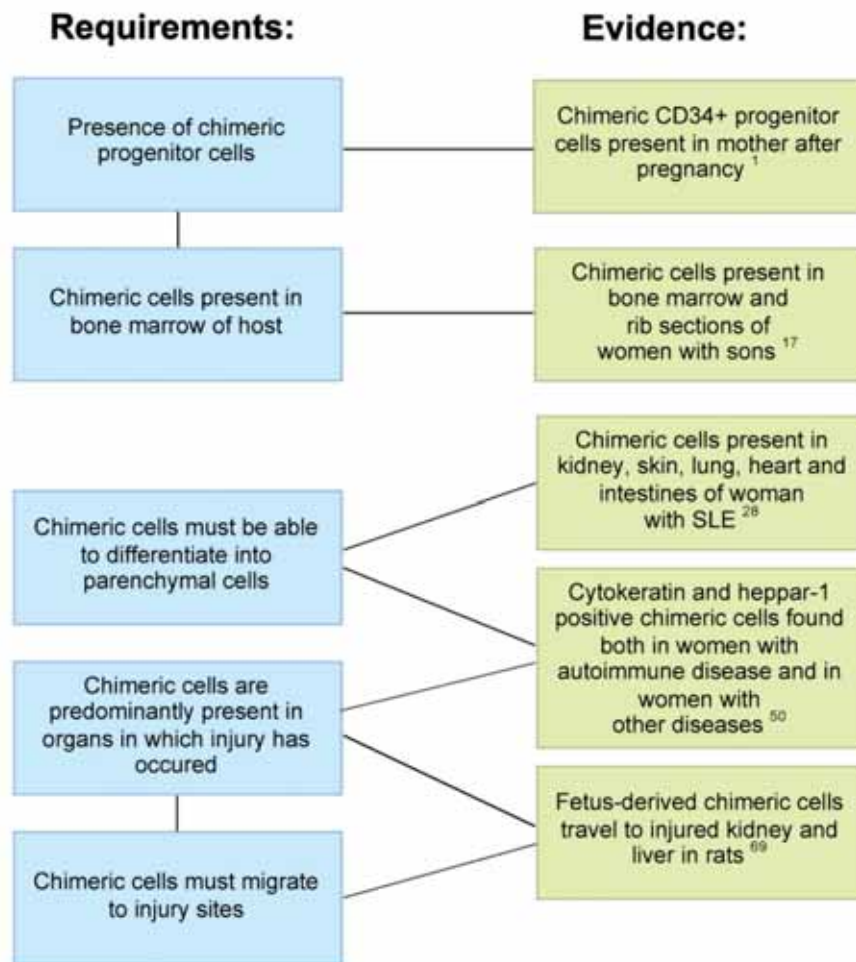 Requirements:
Evidence:
Presence of chimeric
progenitor cells
Chimeric CD34+ progenitor
cells present in mother after
pregnancy 1
Chimeric cells present in
bone marrow of host
Chimeric cells present in
bone marrow and
rib sections of
women with sons 17
Chimeric cells present in
kidney, skin, lung, heart and
intestines of woman
with SLE 28
Chimeric cells must be able
to differentiate into
parenchymal cells
Cytokeratin and heppar-1
positive chimeric cells found
both in women with
autoimmune disease and in
women with
other diseases 50
Chimeric cells are
predominantly present in
organs in which injury has
occured
Fetus-derived chimeric cells
travel to injured kidney and
liver in rats 69
Chimeric cells must migrate
to injury sites